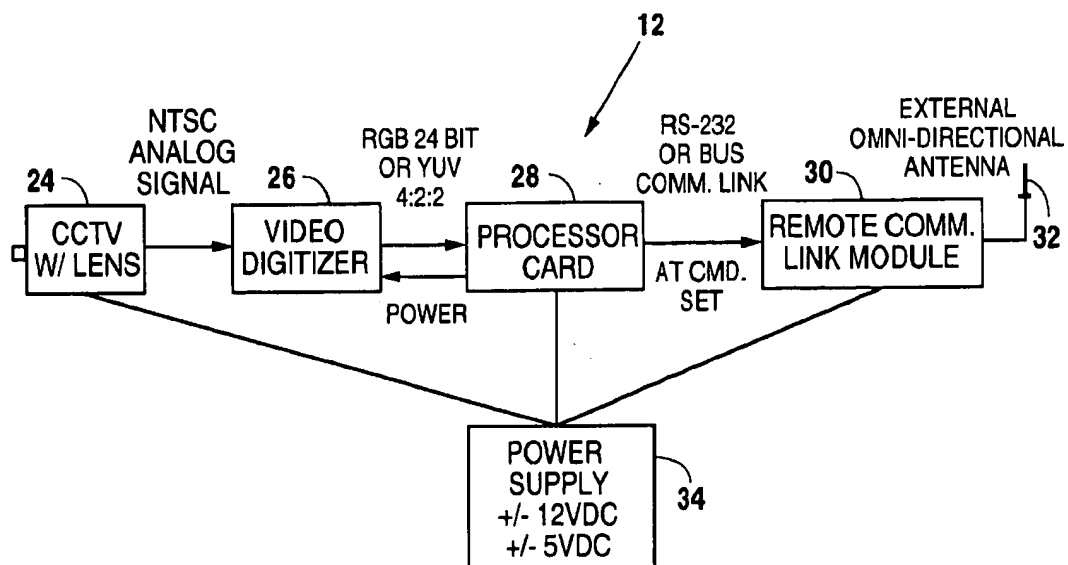 12
NTSC
ANALOG
SIGNAL
RGB 24 BIT
OR YUV
4:2:2
RS-232
OR BUS
COMM. LINK
EXTERNAL
OMNI-DIRECTIONAL
ANTENNA
24
26
28
30
32
CCTV
W/ LENS
VIDEO
DIGITIZER
PROCESSOR
CARD
REMOTE COMM.
LINK MODULE
POWER
AT CMD.
SET
POWER
SUPPLY
+/- 12VDC
+/- 5VDC
34